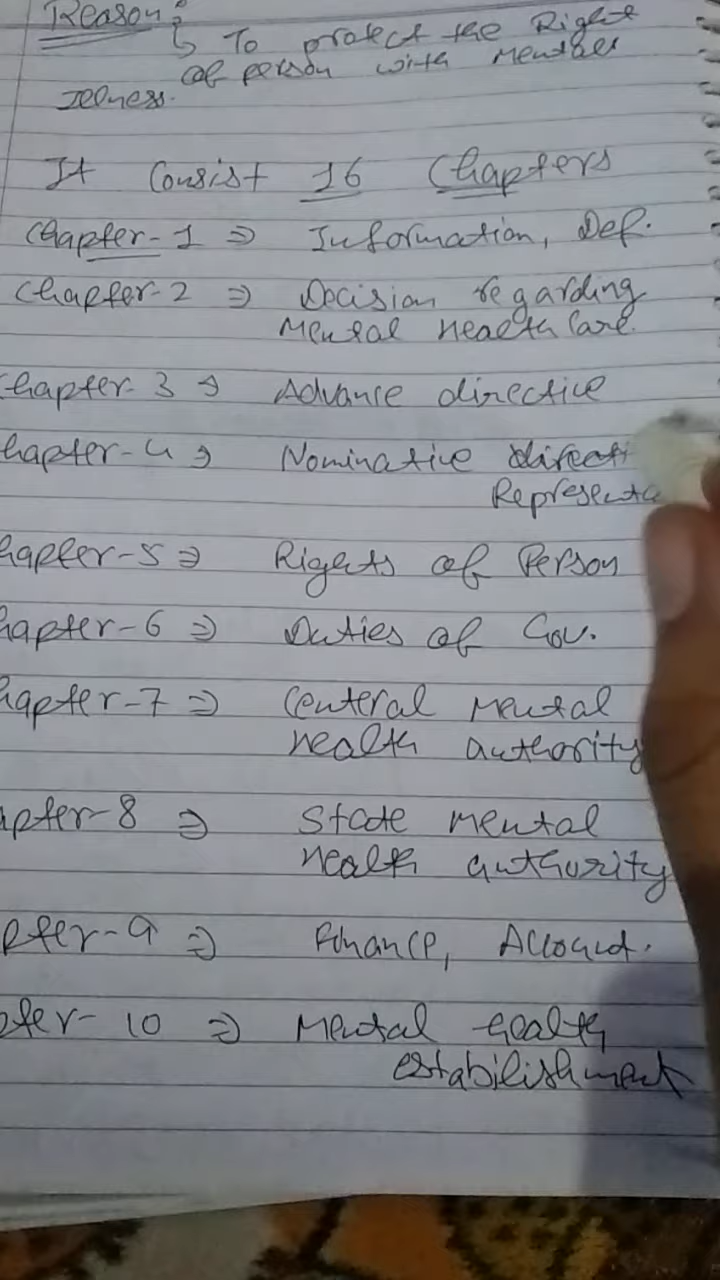 Reason:
↳ To protect the Right
of person with Mental
Illness.
It Consist 16 Chapters
Chapter-1 ⇒ Information, Def.
Chapter-2 ⇒ Decision regarding
Mental Health Care.
Chapter-3 ⇒ Advance directive
hapter-4 ⇒ Nominative directi
Representa
hapter-5 ⇒ Rights of Person
hapter-6 ⇒ Duties of Gov.
hapter-7 ⇒ Centeral Mental
health authority
apter-8 ⇒ State mental
health authority
pter-9 ⇒ Finance, Account.
pter-10 ⇒ Mental health
estabilishment